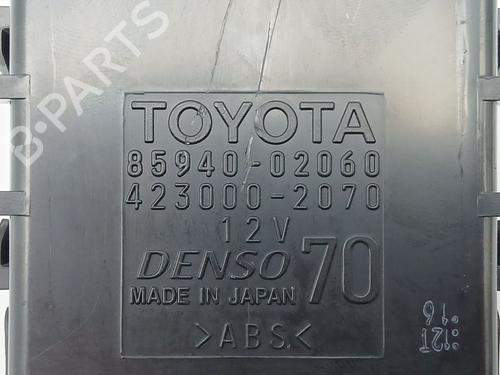 B-PARTS
TOYOTA
85940-02060
423000-2070
12V
DENSO 70
MADE IN JAPAN
>ABS<